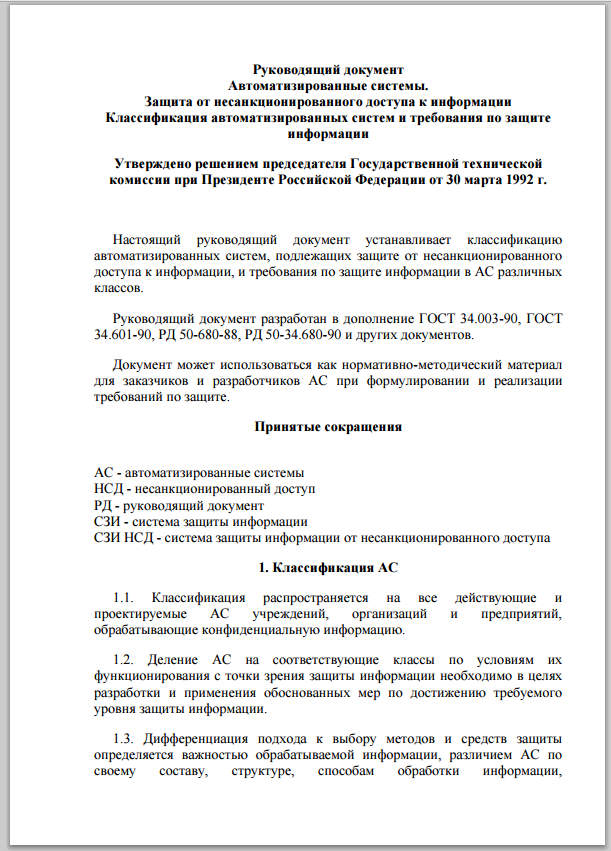 Руководящий документ
Автоматизированные системы.
Защита от несанкционированного доступа к информации
Классификация автоматизированных систем и требования по защите
информации
Утверждено решением председателя Государственной технической
комиссии при Президенте Российской Федерации от 30 марта 1992 г.
Настоящий руководящий документ устанавливает классификацию
автоматизированных систем, подлежащих защите от несанкционированного
доступа к информации, и требования по защите информации в АС различных
классов.
Руководящий документ разработан в дополнение ГОСТ 34.003-90, ГОСТ
34.601-90, РД 50-680-88, РД 50-34.680-90 и других документов.
Документ может использоваться как нормативно-методический материал
для заказчиков и разработчиков АС при формулировании и реализации
требований по защите.
Принятые сокращения
АС - автоматизированные системы
НСД - несанкционированный доступ
РД - руководящий документ
СЗИ - система защиты информации
СЗИ НСД - система защиты информации от несанкционированного доступа
1. Классификация АС
1.1. Классификация распространяется на все действующие и
проектируемые АС учреждений, организаций и предприятий,
обрабатывающие конфиденциальную информацию.
1.2. Деление АС на соответствующие классы по условиям их
функционирования с точки зрения защиты информации необходимо в целях
разработки и применения обоснованных мер по достижению требуемого
уровня защиты информации.
1.3. Дифференциация подхода к выбору методов и средств защиты
определяется важностью обрабатываемой информации, различием АС по
своему составу, структуре, способам обработки информации,